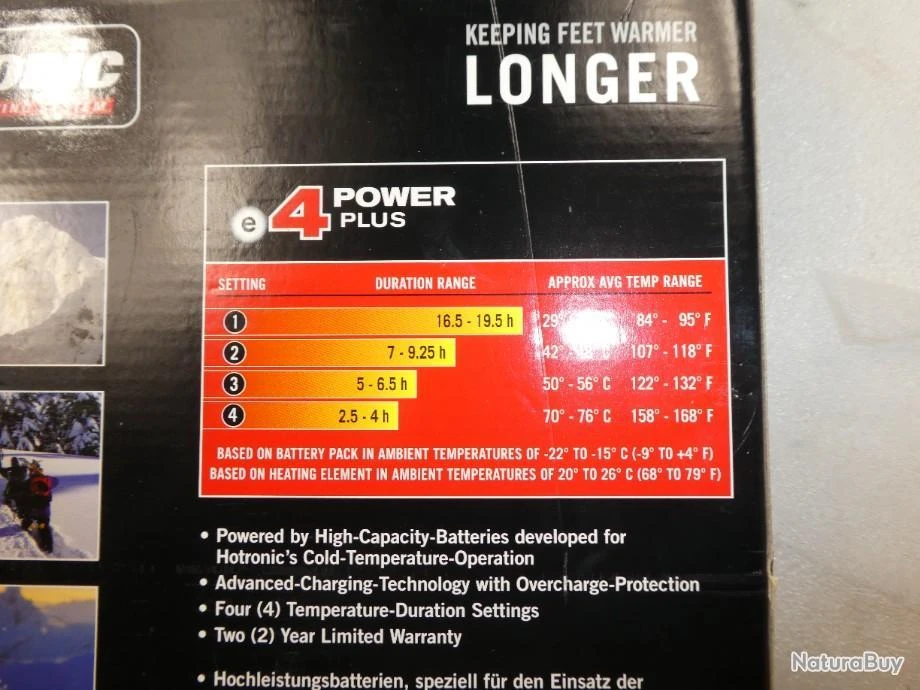 KEEPING FEET WARMER
LONGER
e4 POWER
PLUS
SETTING DURATION RANGE APPROX AVG TEMP RANGE
1 16.5 - 19.5 h 29° C 84° - 95° F
2 7 - 9.25 h 42° C 107° - 118° F
3 5 - 6.5 h 50° - 56° C 122° - 132° F
4 2.5 - 4 h 70° - 76° C 158° - 168° F
BASED ON BATTERY PACK IN AMBIENT TEMPERATURES OF -22° TO -15° C (-9° TO +4° F)
BASED ON HEATING ELEMENT IN AMBIENT TEMPERATURES OF 20° TO 26° C (68° TO 79° F)
• Powered by High-Capacity-Batteries developed for
Hotronic's Cold-Temperature-Operation
• Advanced-Charging-Technology with Overcharge-Protection
• Four (4) Temperature-Duration Settings
• Two (2) Year Limited Warranty
• Hochleistungsbatterien, speziell für den Einsatz der
NaturaBuy